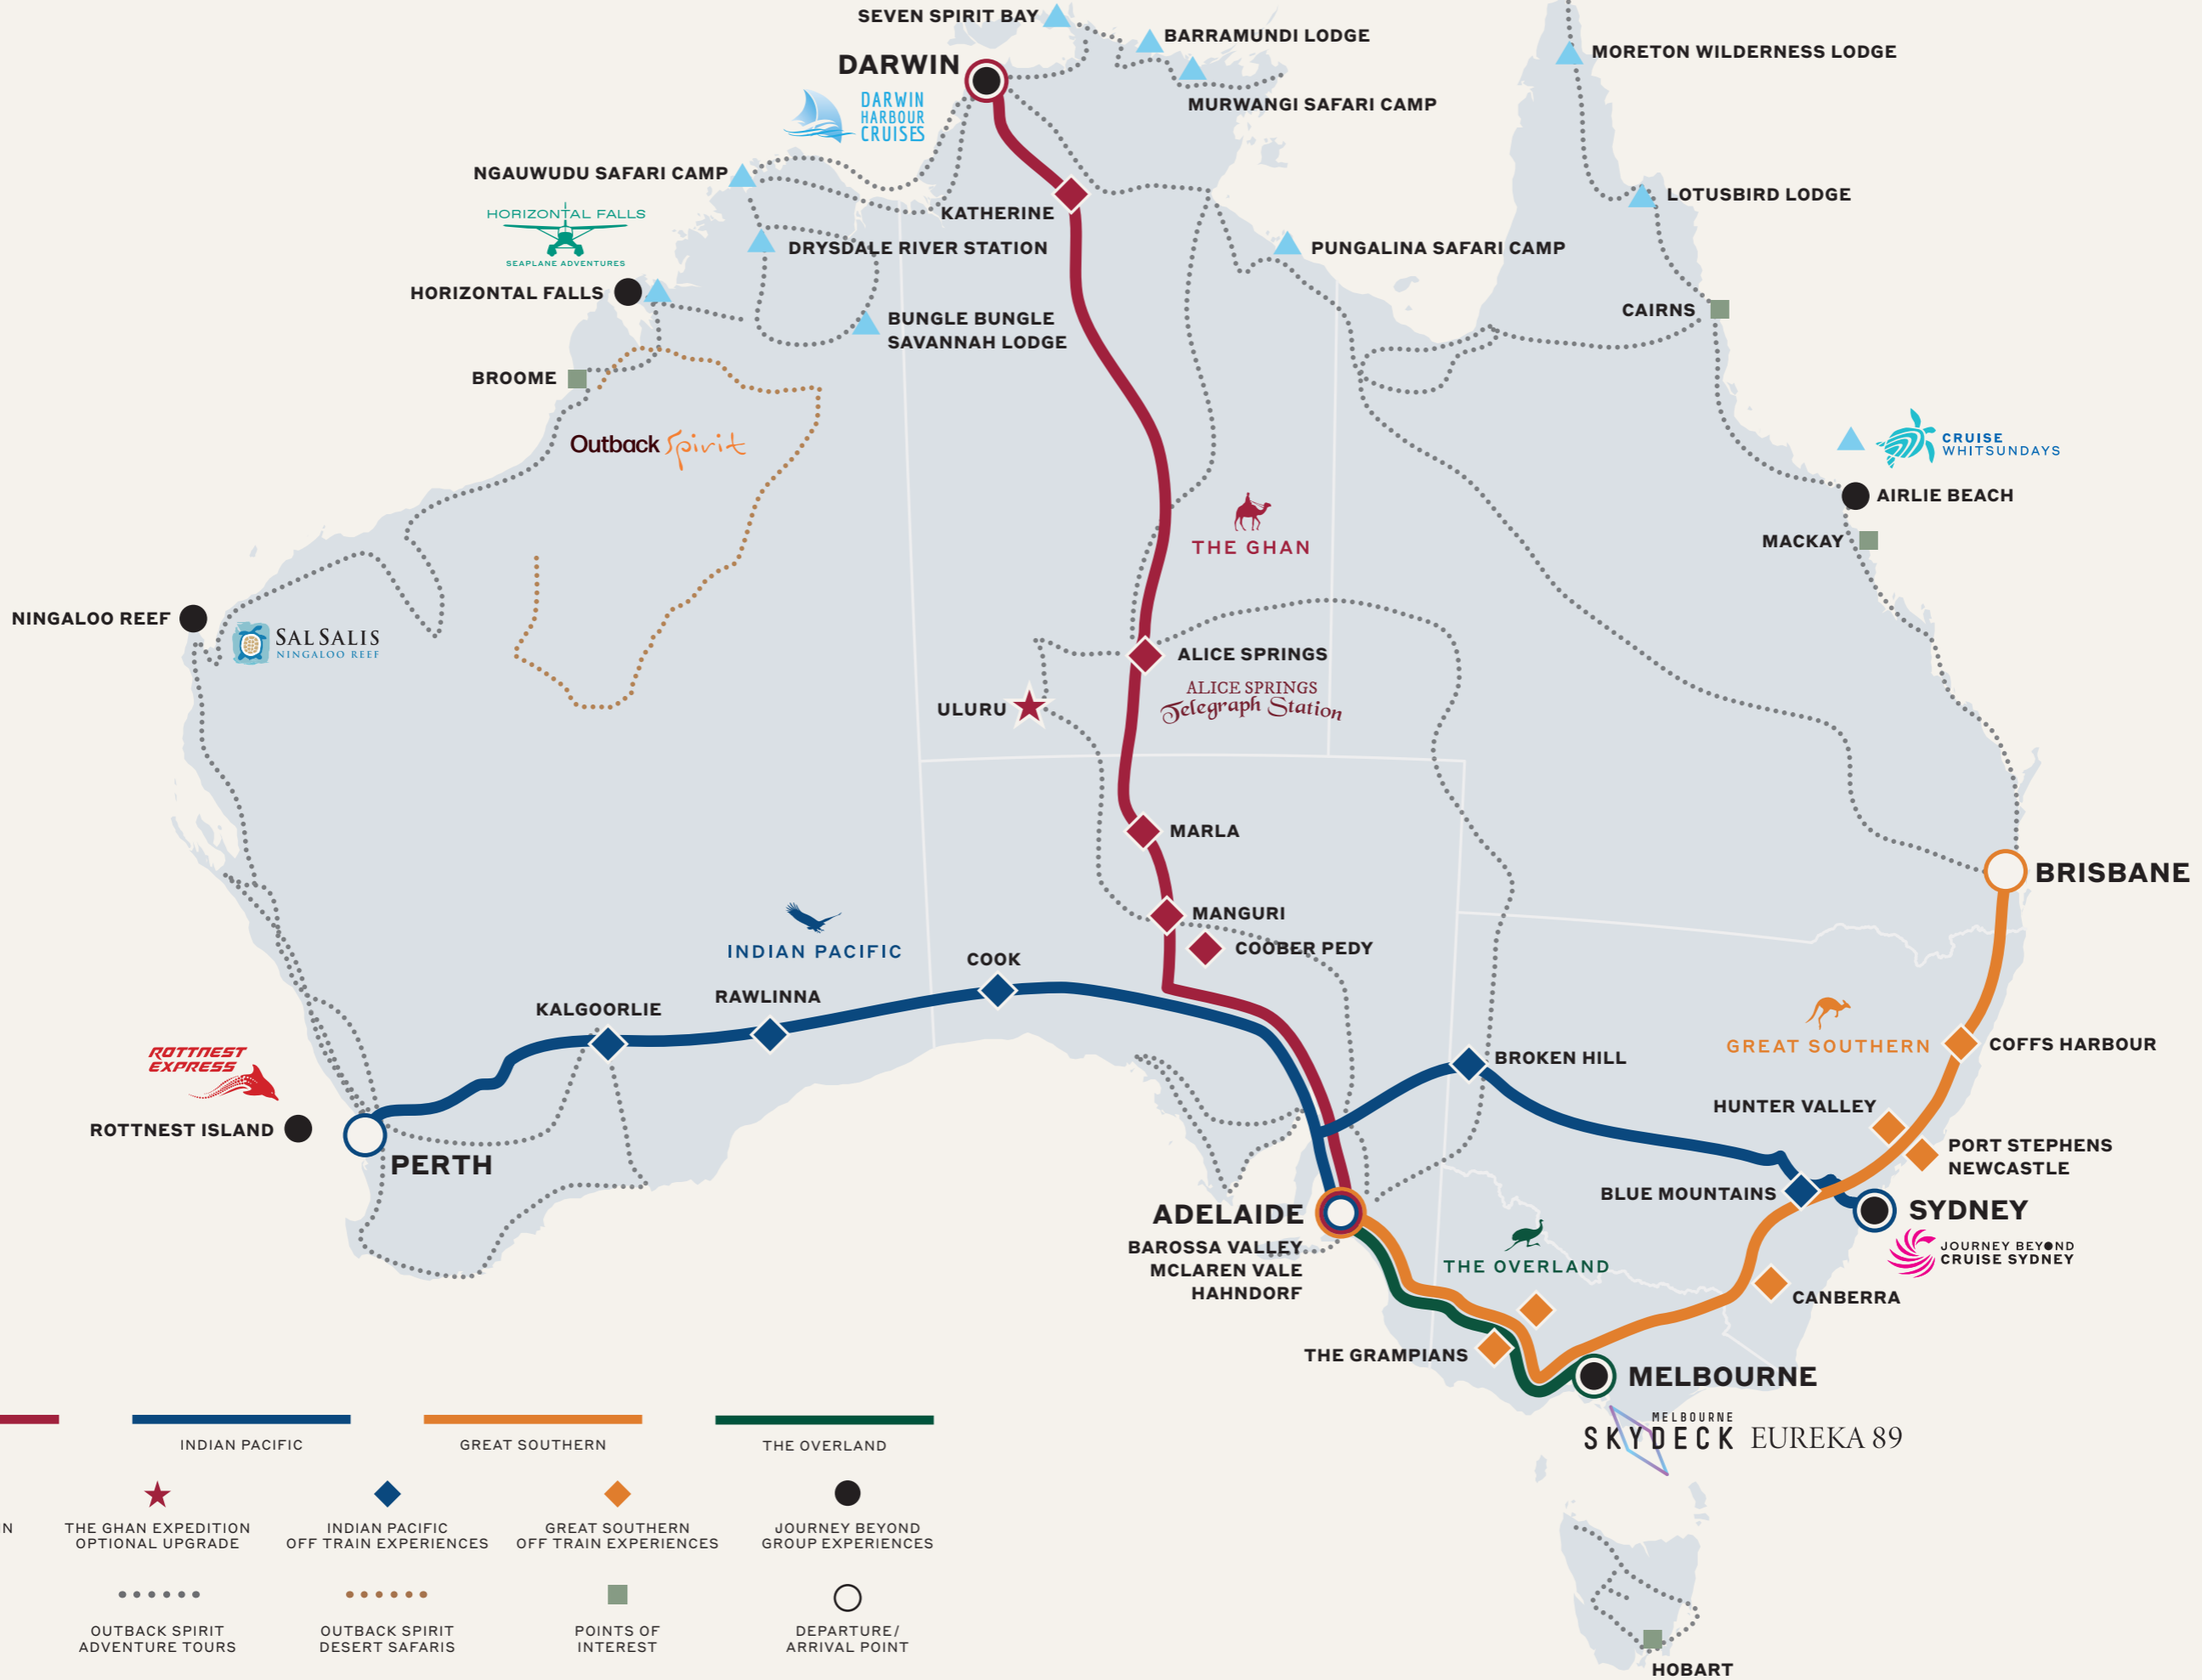 SEVEN SPIRIT BAY
BARRAMUNDI LODGE
MORETON WILDERNESS LODGE
DARWIN
DARWIN
HARBOUR
CRUISES
MURWANGI SAFARI CAMP
NGAUWUDU SAFARI CAMP
LOTUSBIRD LODGE
HORIZONTAL FALLS
SEAPLANE ADVENTURES
KATHERINE
DRYSDALE RIVER STATION
PUNGALINA SAFARI CAMP
HORIZONTAL FALLS
CAIRNS
BUNGLE BUNGLE
SAVANNAH LODGE
BROOME
Outback Spirit
CRUISE
WHITSUNDAYS
AIRLIE BEACH
THE GHAN
MACKAY
NINGALOO REEF
SAL SALIS
NINGALOO REEF
ALICE SPRINGS
ALICE SPRINGS
Telegraph Station
ULURU
MARLA
BRISBANE
MANGURI
COOBER PEDY
INDIAN PACIFIC
COOK
RAWLINNA
KALGOORLIE
GREAT SOUTHERN
COFFS HARBOUR
BROKEN HILL
ROTTNEST
EXPRESS
HUNTER VALLEY
ROTTNEST ISLAND
PORT STEPHENS
NEWCASTLE
PERTH
BLUE MOUNTAINS
SYDNEY
ADELAIDE
BAROSSA VALLEY
MCLAREN VALE
HAHNDORF
JOURNEY BEYOND
CRUISE SYDNEY
THE OVERLAND
CANBERRA
THE GRAMPIANS
MELBOURNE
MELBOURNE
SKYDECK EUREKA 89
INDIAN PACIFIC
GREAT SOUTHERN
THE OVERLAND
N
THE GHAN EXPEDITION
OPTIONAL UPGRADE
INDIAN PACIFIC
OFF TRAIN EXPERIENCES
GREAT SOUTHERN
OFF TRAIN EXPERIENCES
JOURNEY BEYOND
GROUP EXPERIENCES
OUTBACK SPIRIT
ADVENTURE TOURS
OUTBACK SPIRIT
DESERT SAFARIS
POINTS OF
INTEREST
DEPARTURE/
ARRIVAL POINT
HOBART